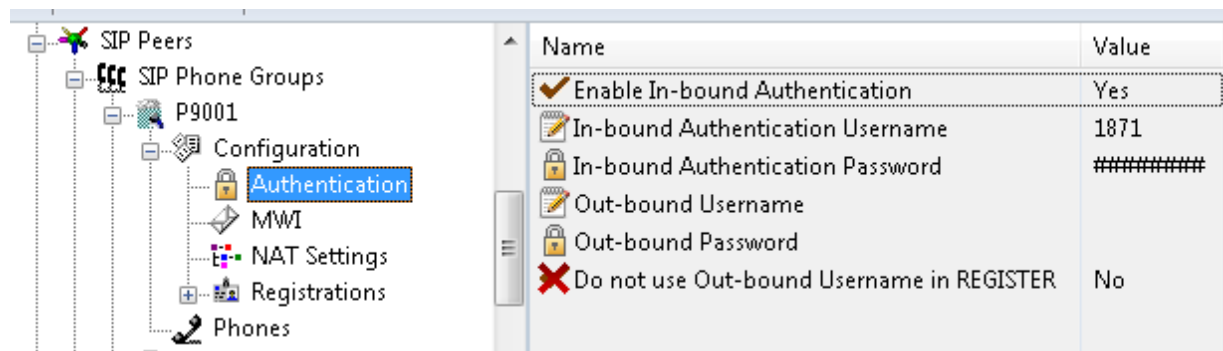 SIP Peers
SIP Phone Groups
P9001
Configuration
Authentication
MWI
NAT Settings
Registrations
Phones
Name Value
Enable In-bound Authentication Yes
In-bound Authentication Username 1871
In-bound Authentication Password ########
Out-bound Username
Out-bound Password
Do not use Out-bound Username in REGISTER No